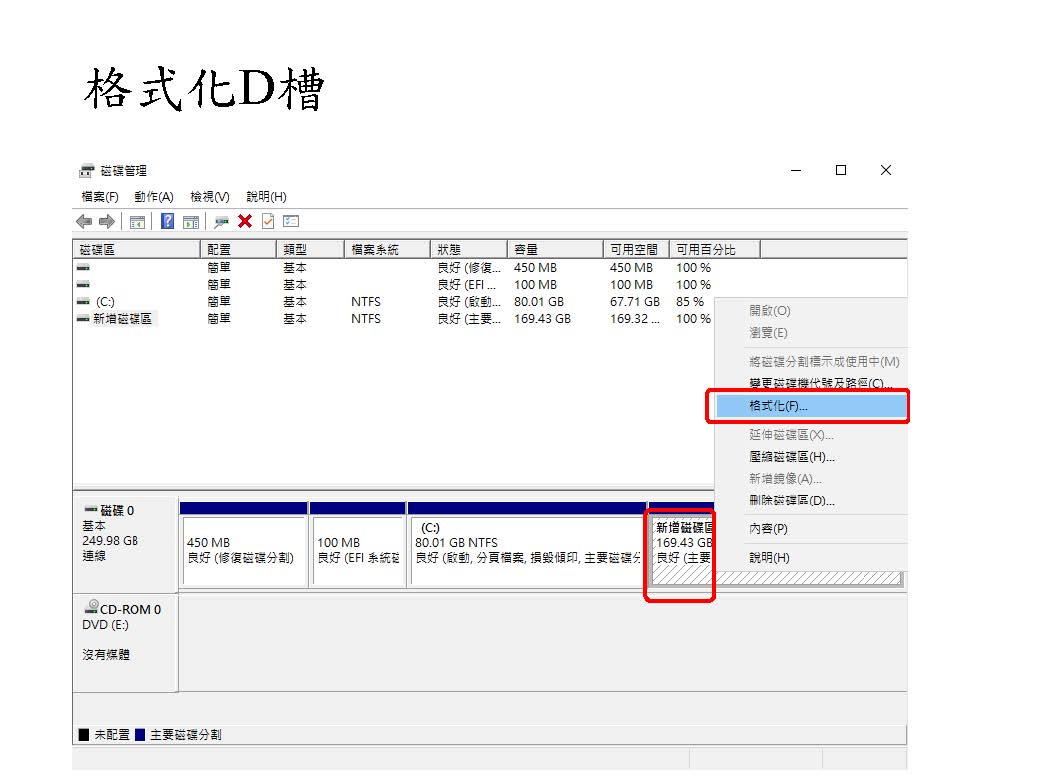 格式化D槽
磁碟管理
檔案(F) 動作(A) 檢視(V) 說明(H)
磁碟區 配置 類型 檔案系統 狀態 容量 可用空間 可用百分比
簡單 基本 良好 (修復... 450 MB 450 MB 100 %
簡單 基本 良好 (EFI ... 100 MB 100 MB 100 %
(C:) 簡單 基本 NTFS 良好 (啟動... 80.01 GB 67.71 GB 85 %
新增磁碟區 簡單 基本 NTFS 良好 (主要... 169.43 GB 169.32 ... 100 %
開啟(O)
瀏覽(E)
將磁碟分割標示成使用中(M)
變更磁碟機代號及路徑(C)...
格式化(F)...
延伸磁碟區(X)...
壓縮磁碟區(H)...
新增鏡像(A)...
刪除磁碟區(D)...
內容(P)
說明(H)
磁碟 0
基本
249.98 GB
連線
450 MB
良好 (修復磁碟分割)
100 MB
良好 (EFI 系統磁
(C:)
80.01 GB NTFS
良好 (啟動, 分頁檔案, 損毀傾印, 主要磁碟分
新增磁碟區
169.43 GB
良好 (主要
CD-ROM 0
DVD (E:)
沒有媒體
未配置 主要磁碟分割